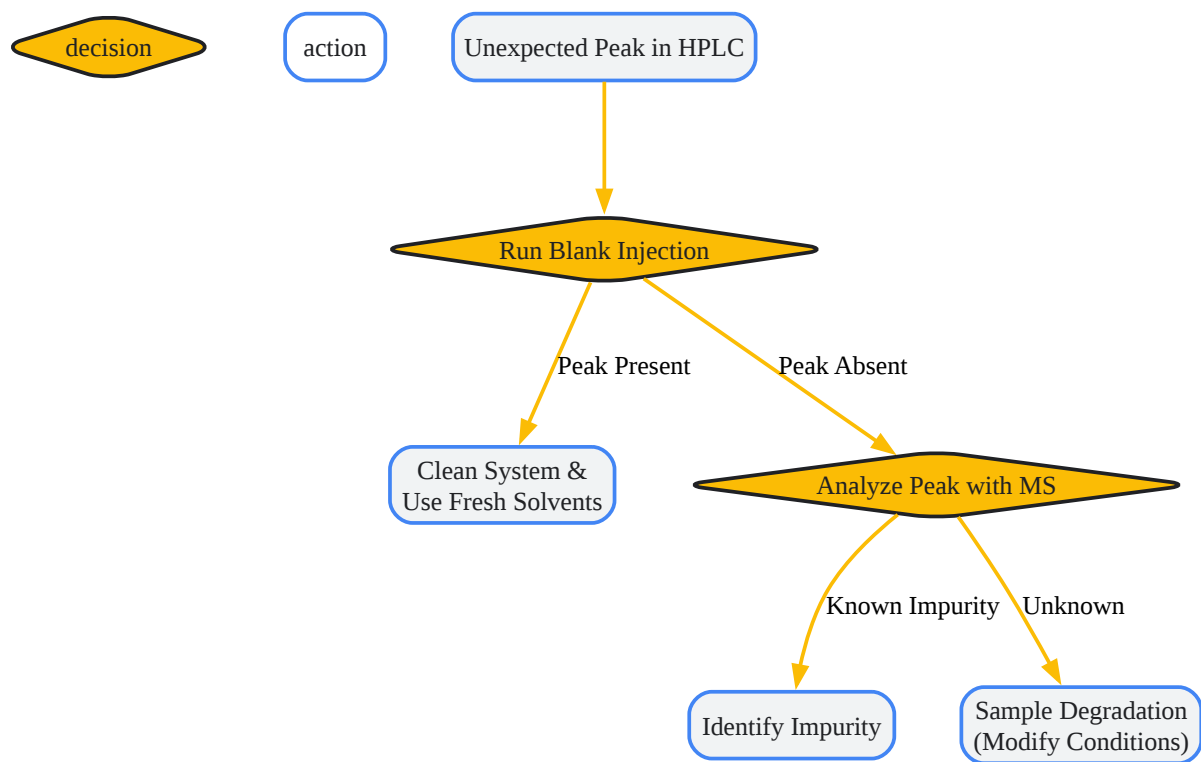 decision
action
Unexpected Peak in HPLC
Run Blank Injection
Peak Present
Peak Absent
Clean System &
Use Fresh Solvents
Analyze Peak with MS
Known Impurity
Unknown
Identify Impurity
Sample Degradation
(Modify Conditions)